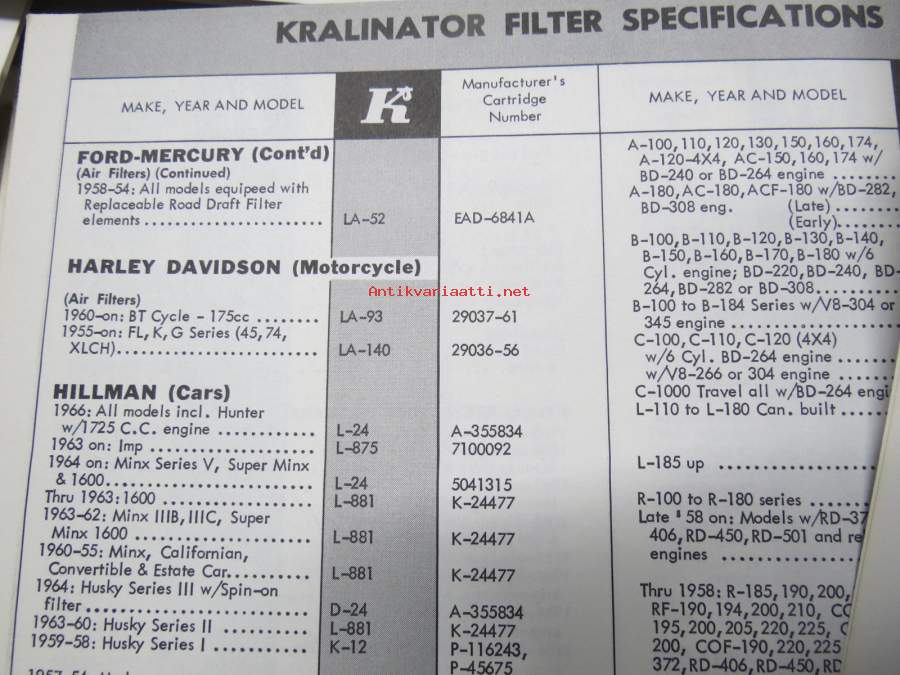 KRALINATOR FILTER SPECIFICATIONS
MAKE, YEAR AND MODEL
K
Manufacturer's
Cartridge
Number
FORD-MERCURY (Cont'd)
(Air Filters) (Continued)
1958-54: All models equipeed with
Replaceable Road Draft Filter
elements .......................... LA-52 EAD-6841A
HARLEY DAVIDSON (Motorcycle)
Antikvariaatti.net
(Air Filters)
1960-on: BT Cycle - 175cc ......... LA-93 29037-61
1955-on: FL, K, G Series (45, 74,
XLCH)............................. LA-140 29036-56
HILLMAN (Cars)
1966: All models incl. Hunter
w/1725 C.C. engine ............ L-24 A-355834
1963 on: Imp ..................... L-875 7100092
1964 on: Minx Series V, Super Minx
& 1600........................... L-24 5041315
Thru 1963: 1600 .................. L-881 K-24477
1963-62: Minx IIIB, IIIC, Super
Minx 1600 ...................... L-881 K-24477
1960-55: Minx, Californian,
Convertible & Estate Car........... L-881 K-24477
1964: Husky Series III w/Spin-on
filter............................ D-24 A-355834
1963-60: Husky Series II ........... L-881 K-24477
1959-58: Husky Series I ............ K-12 P-116243,
P-45675
MAKE, YEAR AND MODEL
A-100, 110, 120, 130, 150, 160, 174,
A-120-4X4, AC-150, 160, 174 w/
BD-240 or BD-264 engine ........
A-180, AC-180, ACF-180 w/BD-282,
BD-308 eng. (Late) ........
(Early)........
B-100, B-110, B-120, B-130, B-140,
B-150, B-160, B-170, B-180 w/6
Cyl. engine; BD-220, BD-240, BD-
264, BD-282 or BD-308..........
B-100 to B-184 Series w/V8-304 or
345 engine ....................
C-100, C-110, C-120 (4X4)
w/6 Cyl. BD-264 engine ........
w/V8-266 or 304 engine ........
C-1000 Travel all w/BD-264 engi
L-110 to L-180 Can. built .....
L-185 up ......................
R-100 to R-180 series .........
Late '58 on: Models w/RD-37
406, RD-450, RD-501 and re
engines ...................
Thru 1958: R-185, 190, 200,
RF-190, 194, 200, 210, CO
195, 200, 205, 220, 225, C
200, COF-190, 220, 225
372, RD-406, RD-450, RD